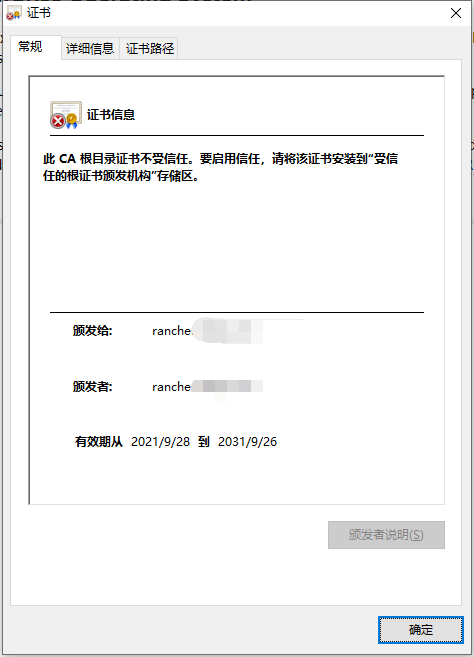 证书
常规 详细信息 证书路径
证书信息
此 CA 根目录证书不受信任。要启用信任，请将该证书安装到“受信
任的根证书颁发机构”存储区。
颁发给: ranche
颁发者: ranche
有效期从 2021/9/28 到 2031/9/26
颁发者说明(S)
确定